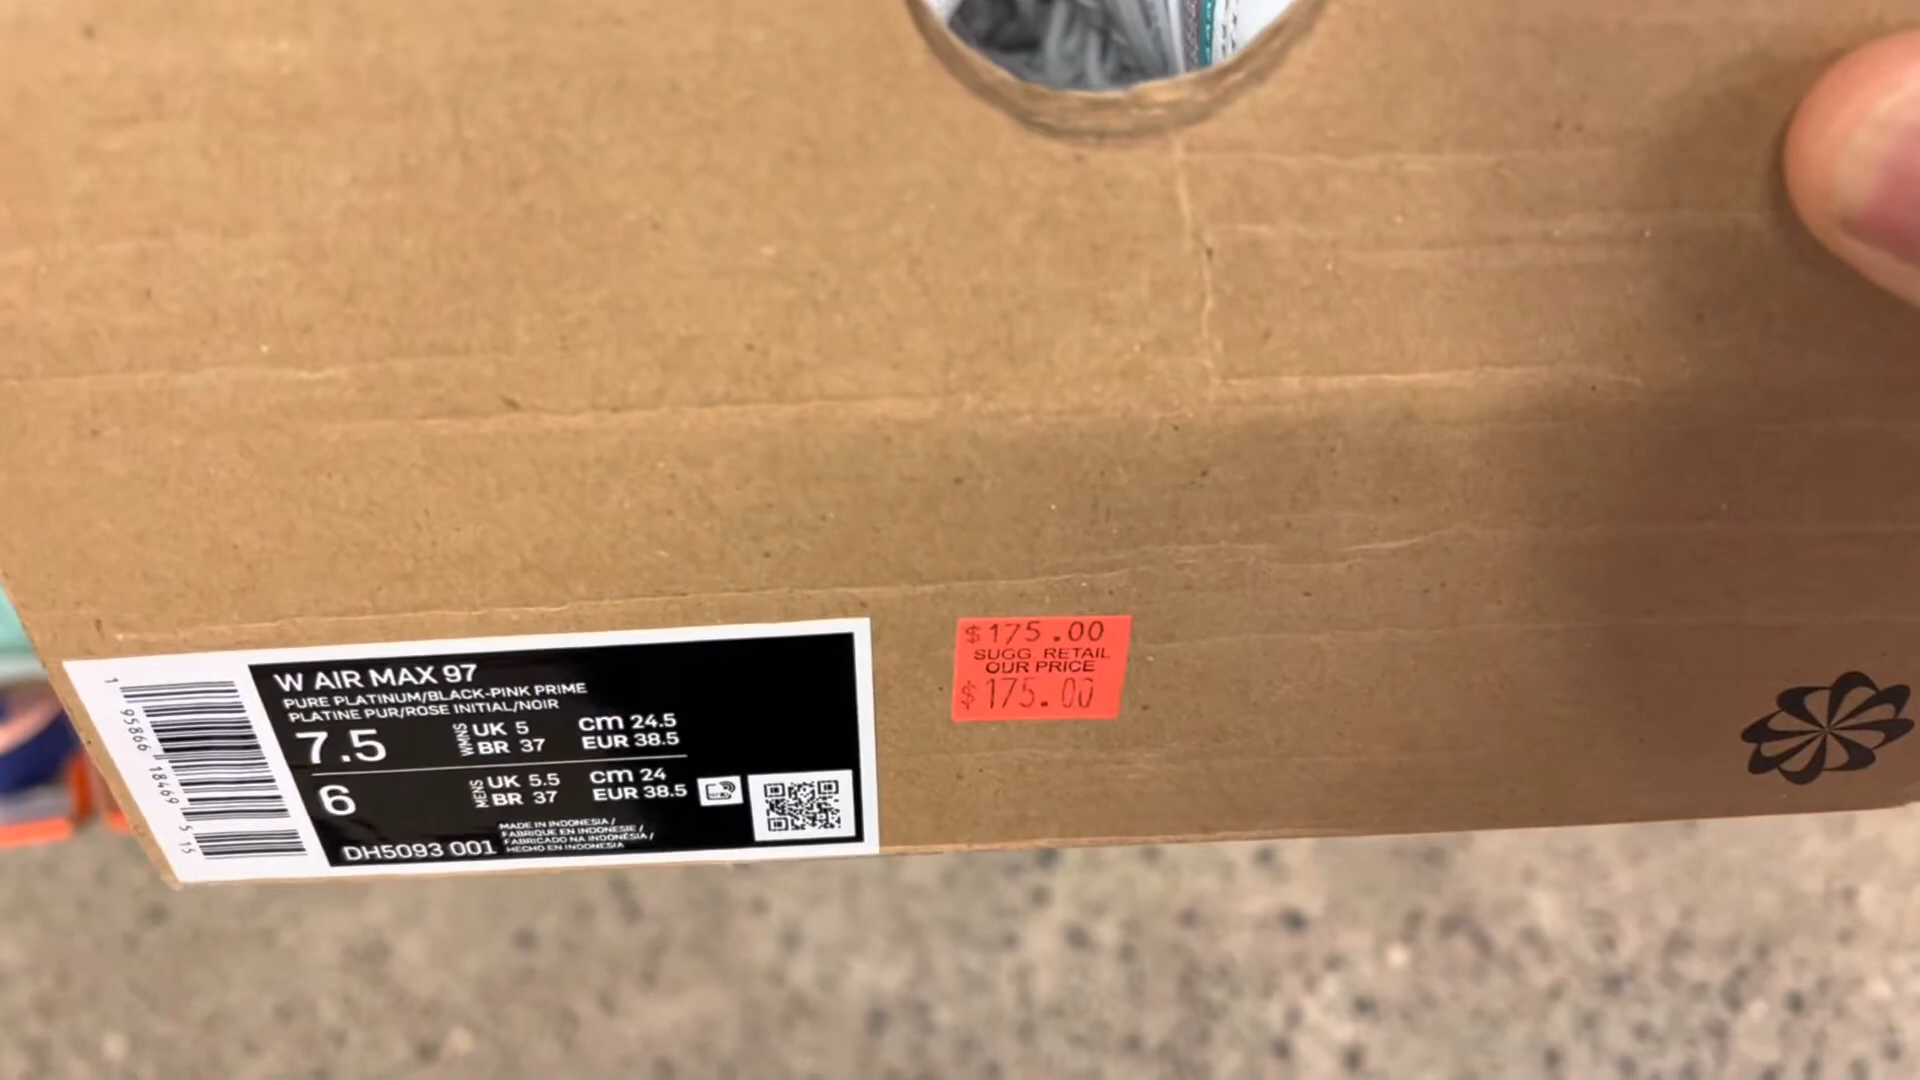 $175.00
SUGG. RETAIL
OUR PRICE
$175.00
W AIR MAX 97
PURE PLATINUM/BLACK-PINK PRIME
PLATINE PUR/ROSE INITIAL/NOIR
7.5 WMNS UK 5 cm 24.5
BR 37 EUR 38.5
6 MENS UK 5.5 cm 24
BR 37 EUR 38.5
MADE IN INDONESIA /
FABRIQUE EN INDONESIE /
FABRICADO NA INDONÉSIA /
HECHO EN INDONESIA
DH5093 001
1 95866 18469 515